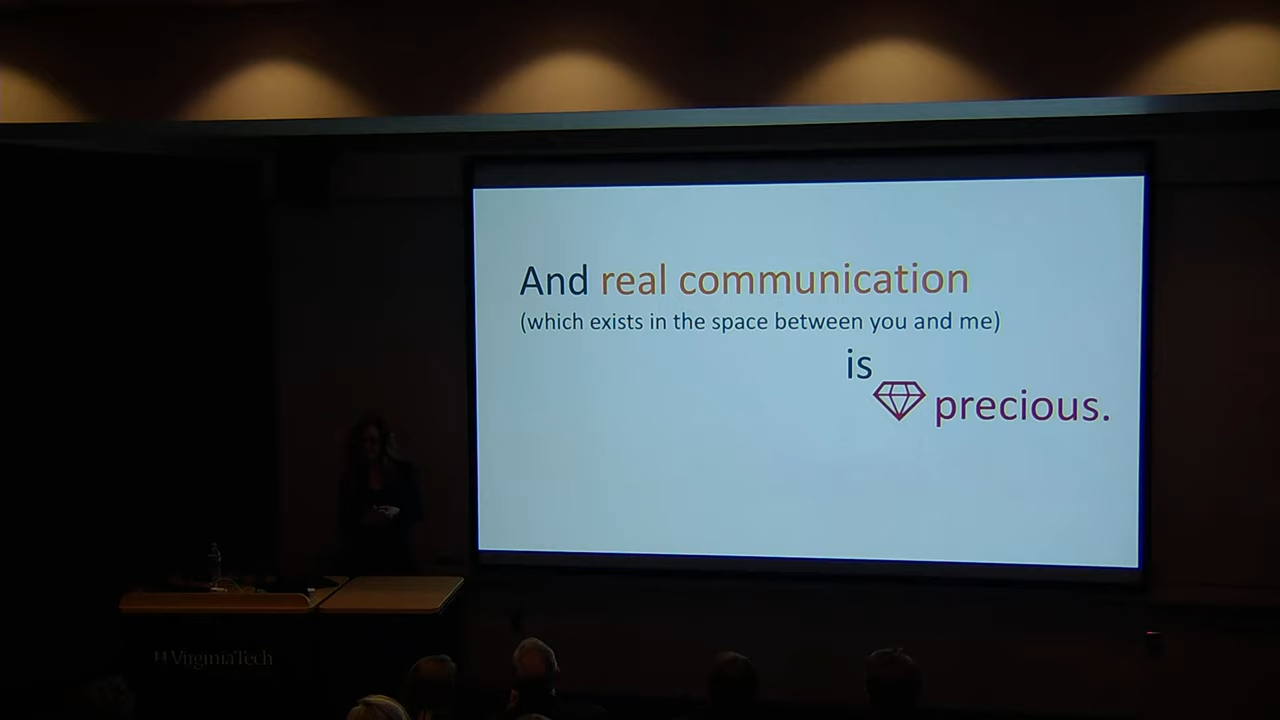 And real communication
(which exists in the space between you and me)
is
precious.
VirginiaTech